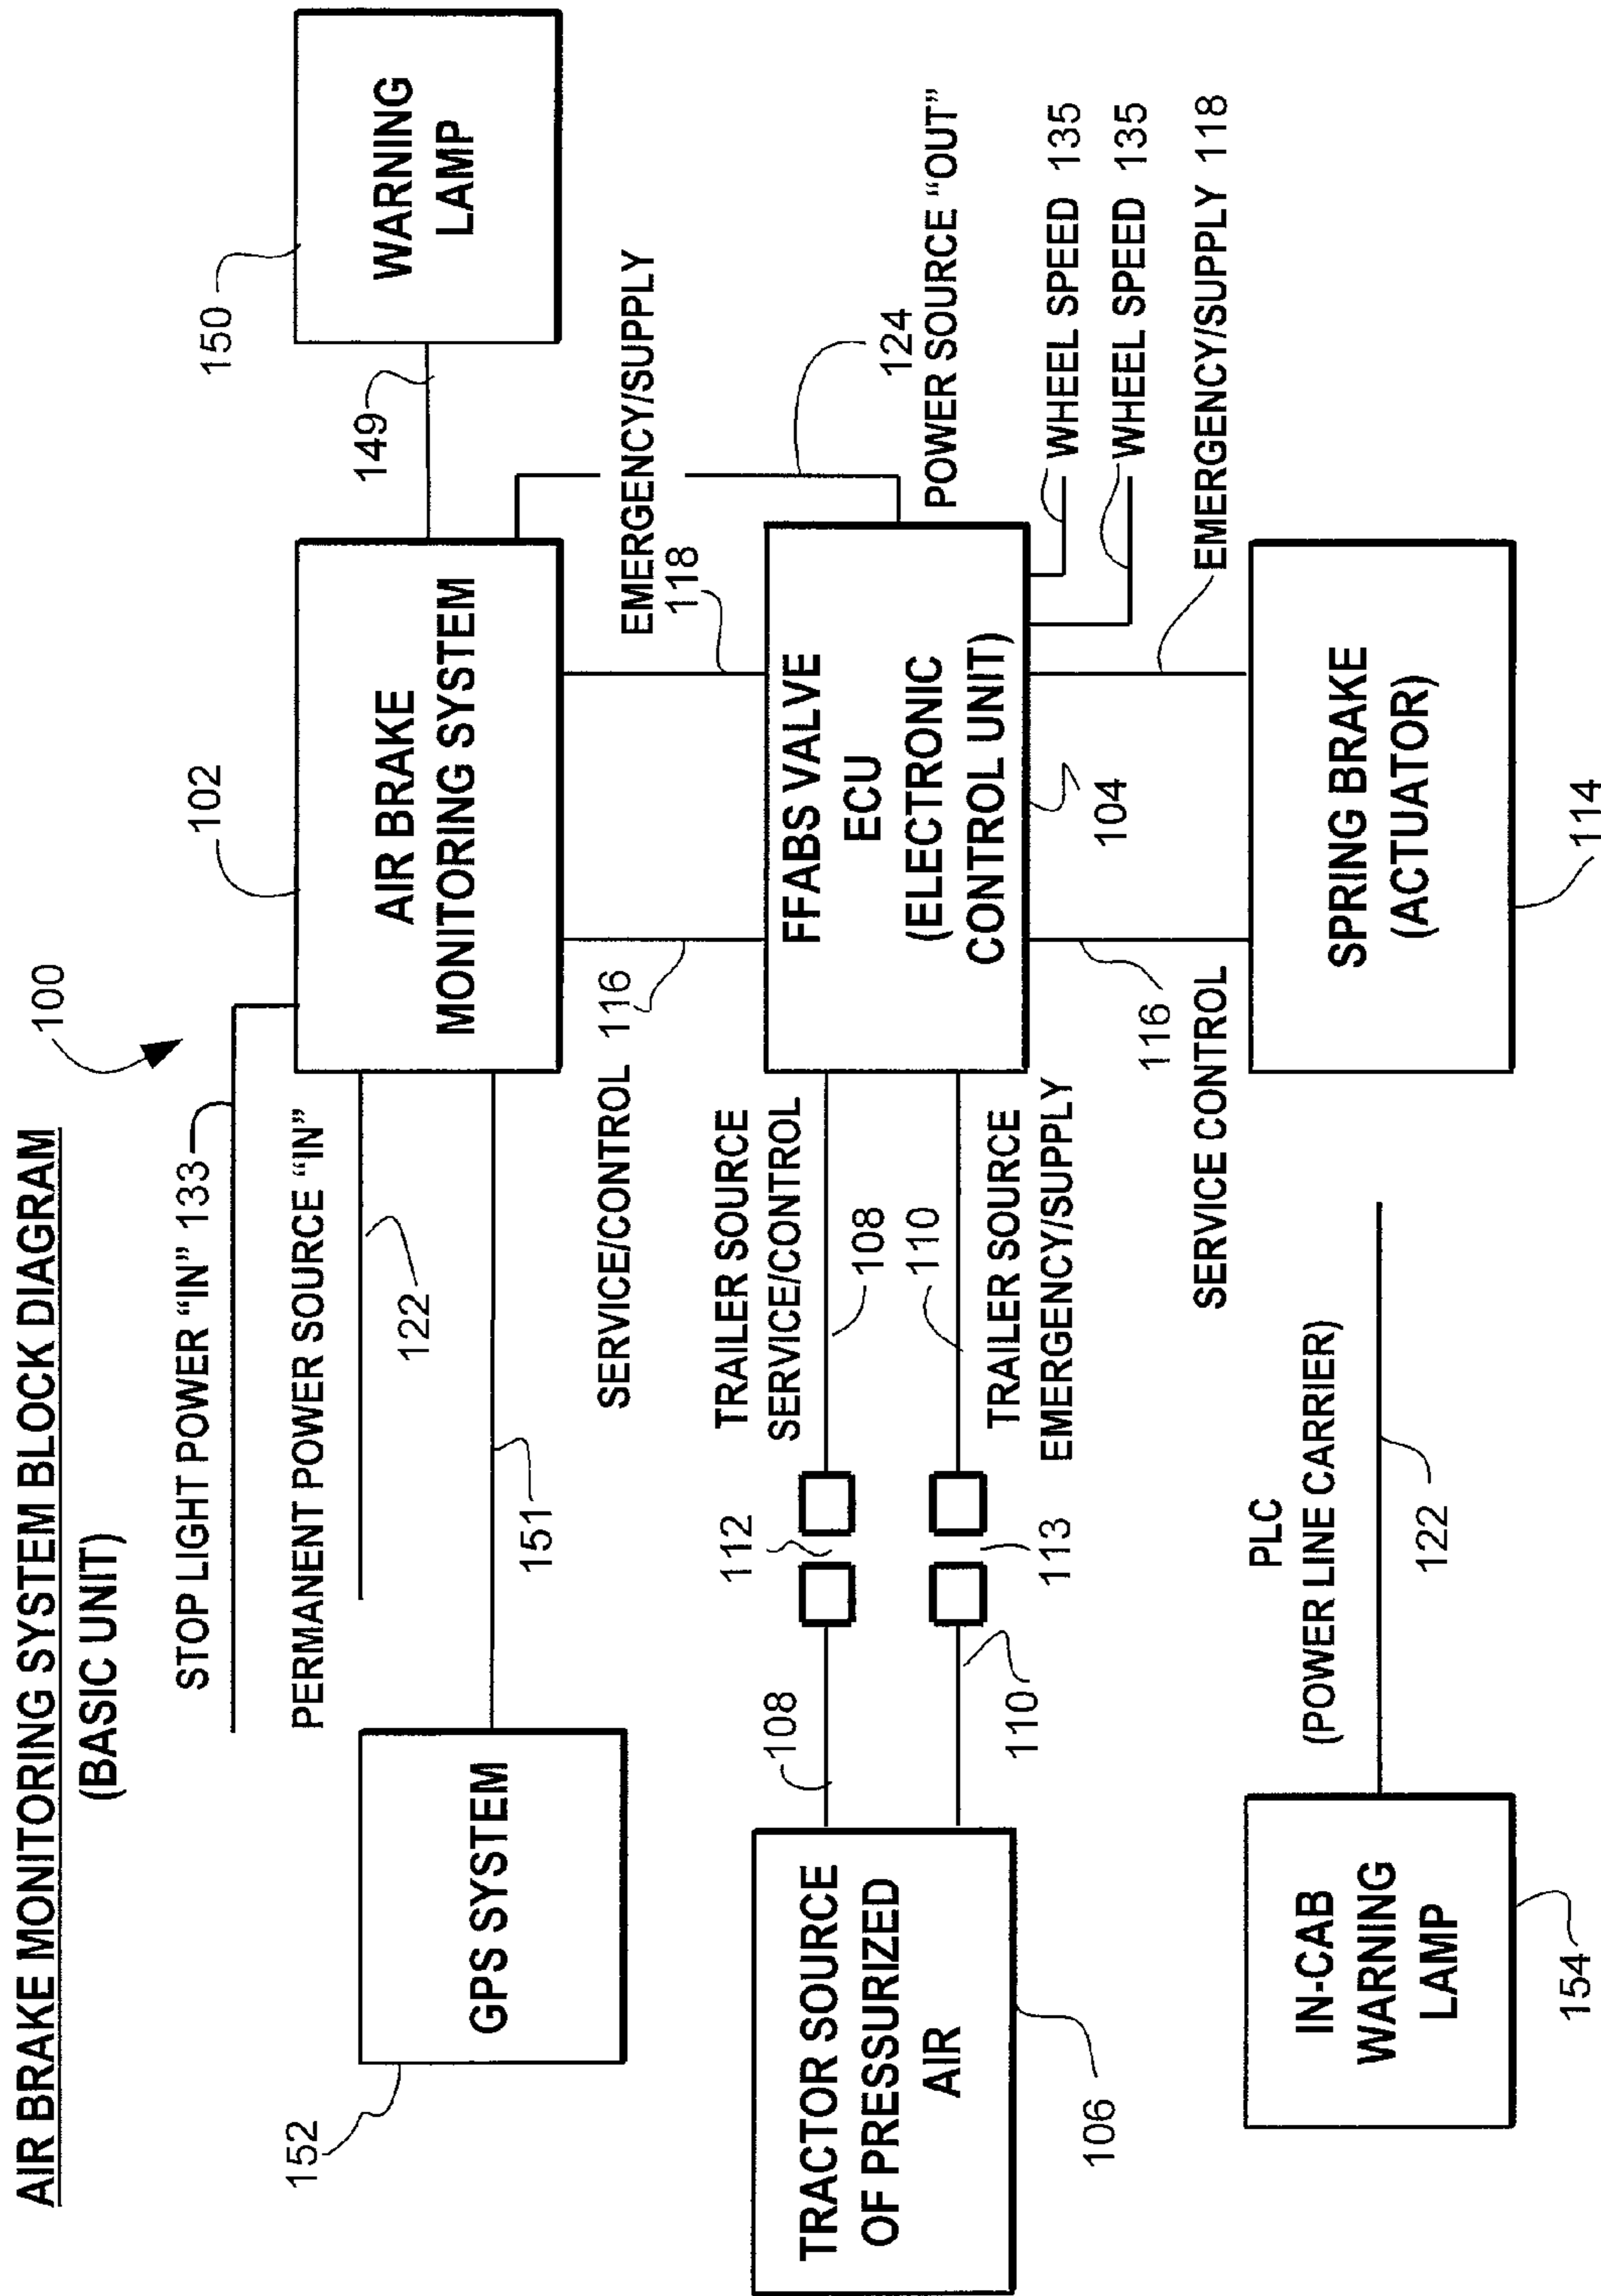 AIR BRAKE MONITORING SYSTEM BLOCK DIAGRAM
(BASIC UNIT)
100
STOP LIGHT POWER “IN” 133
PERMANENT POWER SOURCE “IN”
122
151
152
GPS SYSTEM
102
AIR BRAKE
MONITORING SYSTEM
149
150
WARNING
LAMP
SERVICE/CONTROL 116
EMERGENCY/SUPPLY
118
124
POWER SOURCE “OUT”
TRACTOR SOURCE
OF PRESSURIZED
AIR
106
108
110
112
113
TRAILER SOURCE
SERVICE/CONTROL
108
110
TRAILER SOURCE
EMERGENCY/SUPPLY
FFABS VALVE
ECU
(ELECTRONIC
CONTROL UNIT)
104
WHEEL SPEED 135
WHEEL SPEED 135
EMERGENCY/SUPPLY 118
116
SERVICE CONTROL
PLC
(POWER LINE CARRIER)
122
IN-CAB
WARNING
LAMP
154
SPRING BRAKE
(ACTUATOR)
114